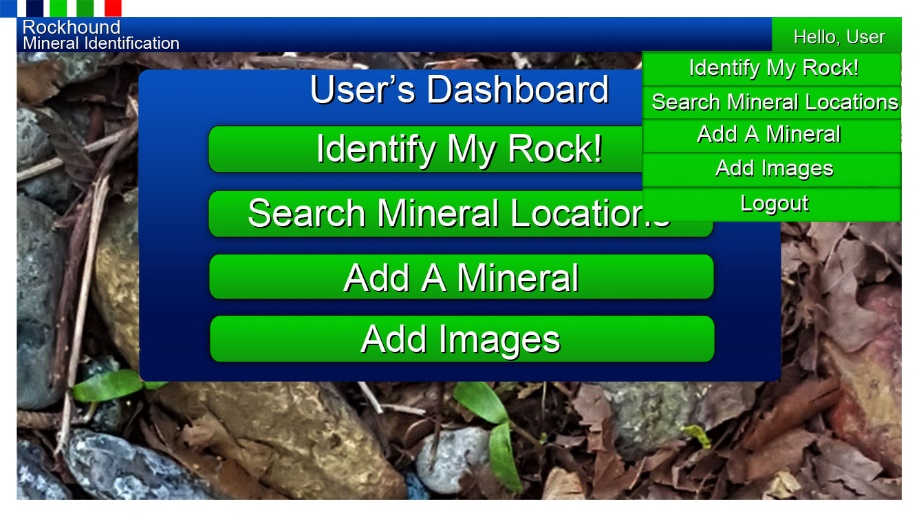 Rockhound
Mineral Identification
Hello, User
Identify My Rock!
Search Mineral Locations
Add A Mineral
Add Images
Logout
User’s Dashboard
Identify My Rock!
Search Mineral Locations
Add A Mineral
Add Images